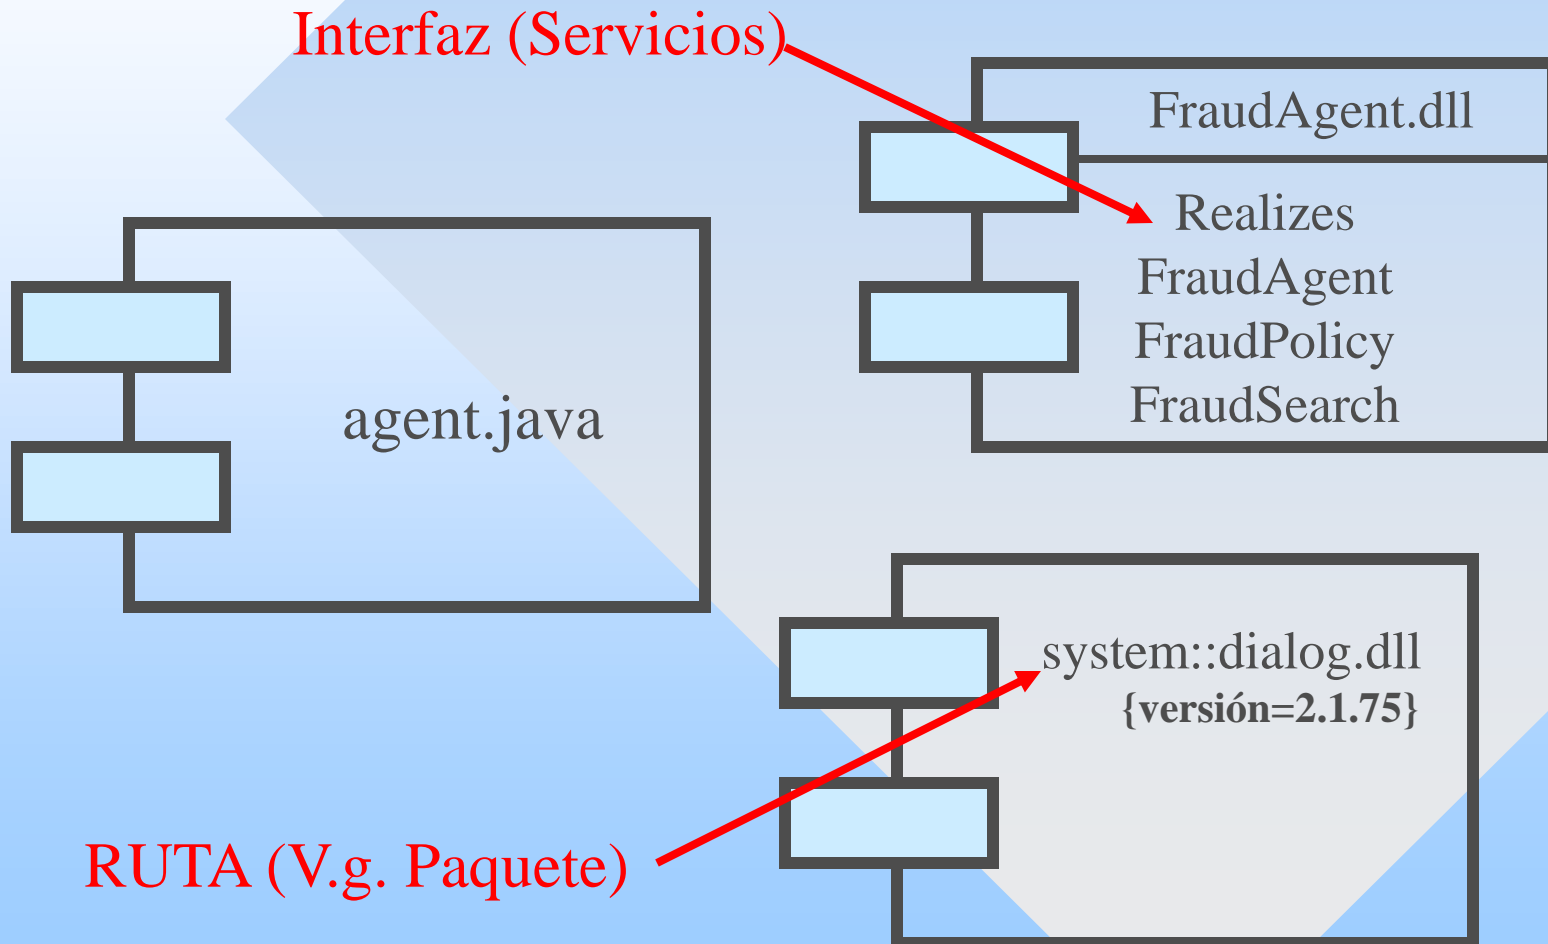 Interfaz (Servicios)
FraudAgent.dll
Realizes
FraudAgent
FraudPolicy
FraudSearch
agent.java
system::dialog.dll
{versión=2.1.75}
RUTA (V.g. Paquete)